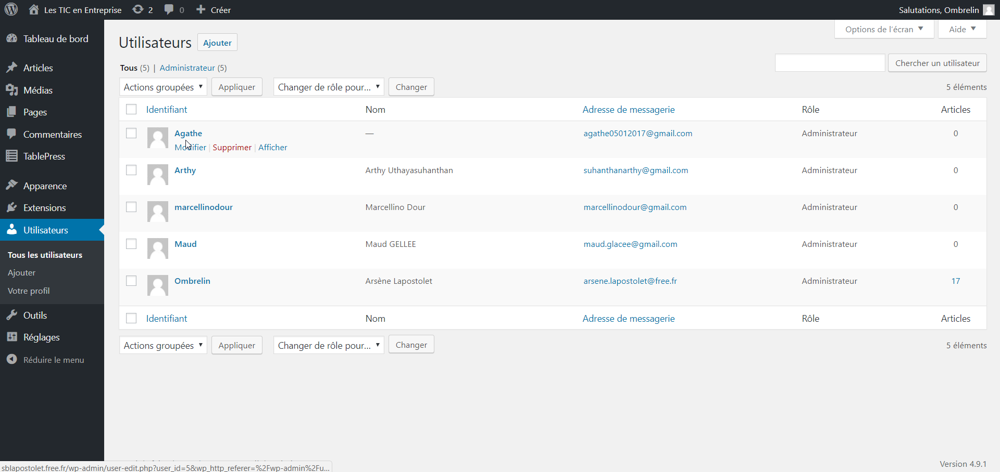 Les TIC en Entreprise 2 0 Créer Salutations, Ombrelin
Options de l'écran Aide
Tableau de bord
Articles
Médias
Pages
Commentaires
TablePress
Apparence
Extensions
Utilisateurs
Tous les utilisateurs
Ajouter
Votre profil
Outils
Réglages
Réduire le menu
Utilisateurs Ajouter
Tous (5) | Administrateur (5)
Chercher un utilisateur
Actions groupées Appliquer Changer de rôle pour... Changer 5 éléments
Identifiant Nom Adresse de messagerie Rôle Articles
Agathe — agathe05012017@gmail.com Administrateur 0
Modifier | Supprimer | Afficher
Arthy Arthy Uthayasuhanthan suhanthanarthy@gmail.com Administrateur 0
marcellinodour Marcellino Dour marcellinodour@gmail.com Administrateur 0
Maud Maud GELLEE maud.glacee@gmail.com Administrateur 0
Ombrelin Arsène Lapostolet arsene.lapostolet@free.fr Administrateur 17
Identifiant Nom Adresse de messagerie Rôle Articles
Actions groupées Appliquer Changer de rôle pour... Changer 5 éléments
Version 4.9.1
sblapostolet.free.fr/wp-admin/user-edit.php?user_id=5&wp_http_referer=%2Fwp-admin%2Fu...